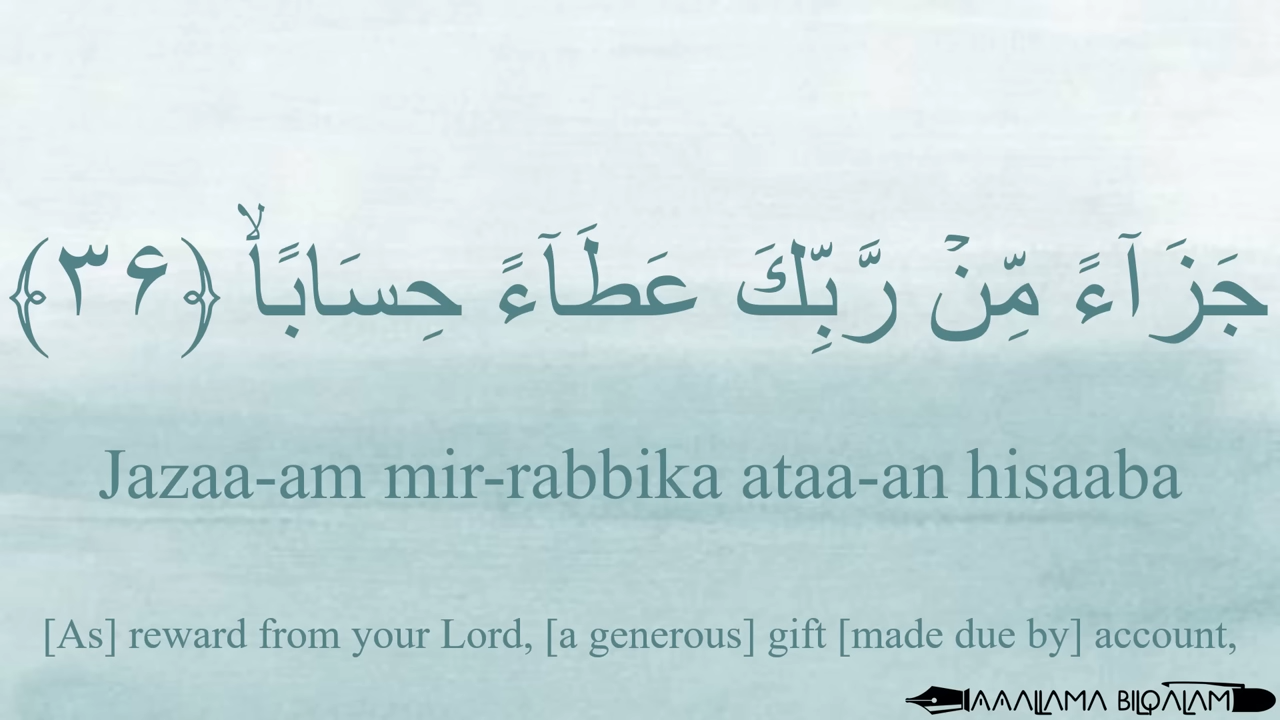 جَزَآءً مِّنۡ رَّبِّكَ عَطَآءً حِسَابًاۙ ﴿۳۶﴾
Jazaa-am mir-rabbika ataa-an hisaaba
[As] reward from your Lord, [a generous] gift [made due by] account,
AAALLAMA BILQALAM